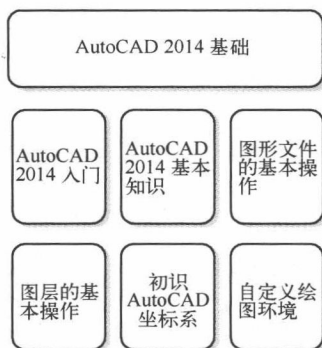 AutoCAD 2014 基础
AutoCAD
2014 入门
AutoCAD
2014 基本
知识
图形文件
的基本操
作
图层的基
本操作
初识
AutoCAD
坐标系
自定义绘
图环境